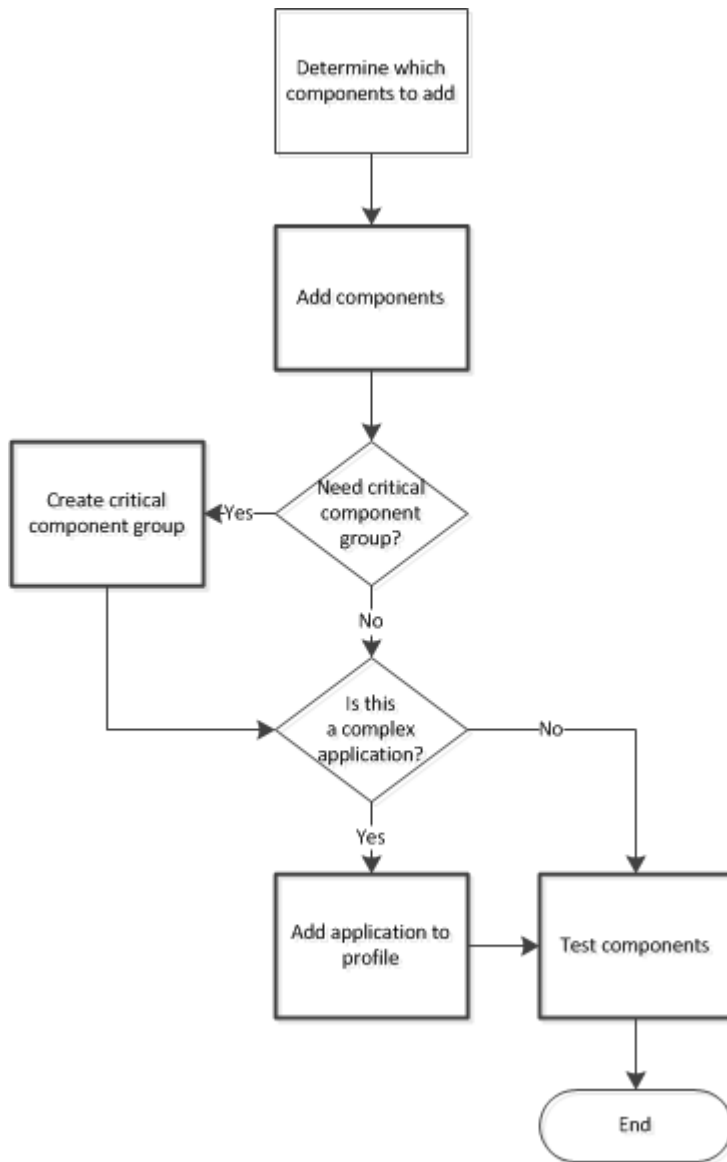 Determine which
components to add
Add components
Need critical
component
group?
Yes
Create critical
component group
No
Is this
a complex
application?
No
Yes
Add application to
profile
Test components
End